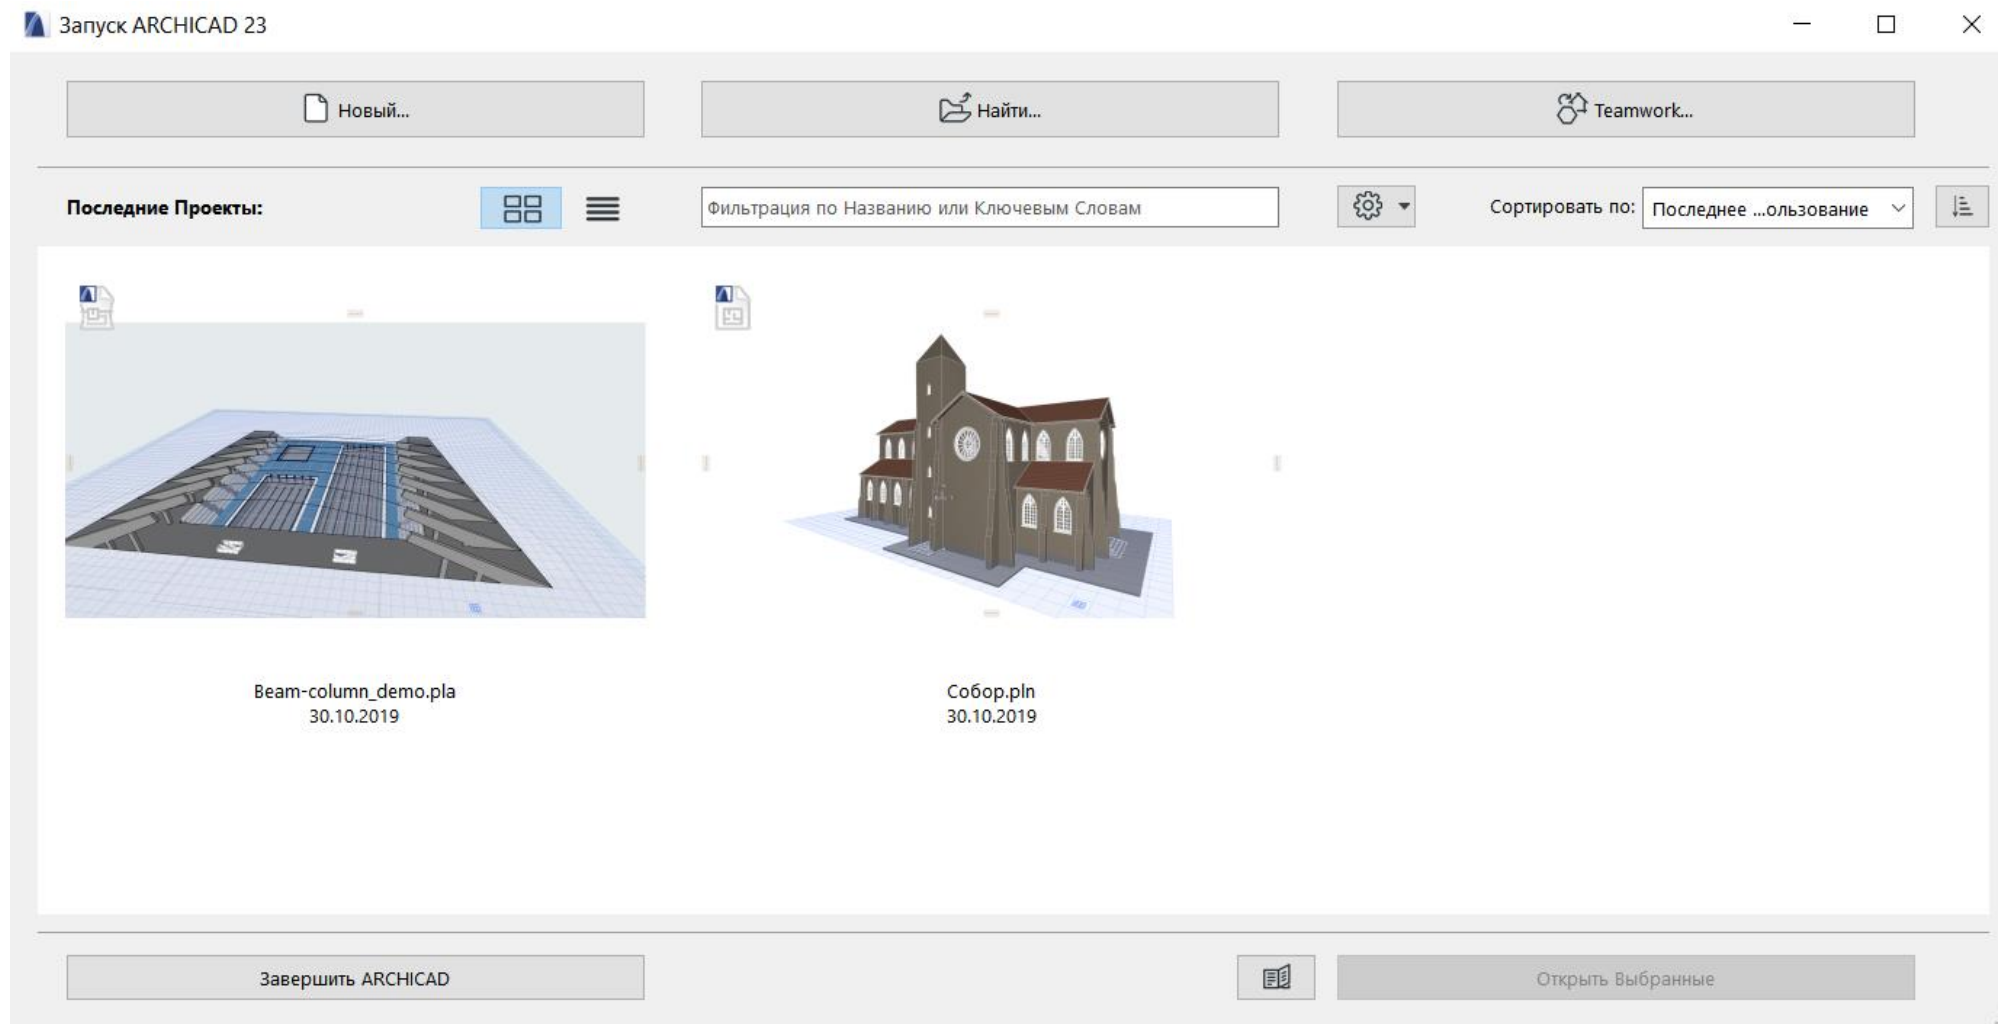 Запуск ARCHICAD 23
Новый...
Найти...
Teamwork...
Последние Проекты:
Фильтрация по Названию или Ключевым Словам
Сортировать по:
Последнее ...ользование
Beam-column_demo.pla
30.10.2019
Собор.pln
30.10.2019
Завершить ARCHICAD
Открыть Выбранные